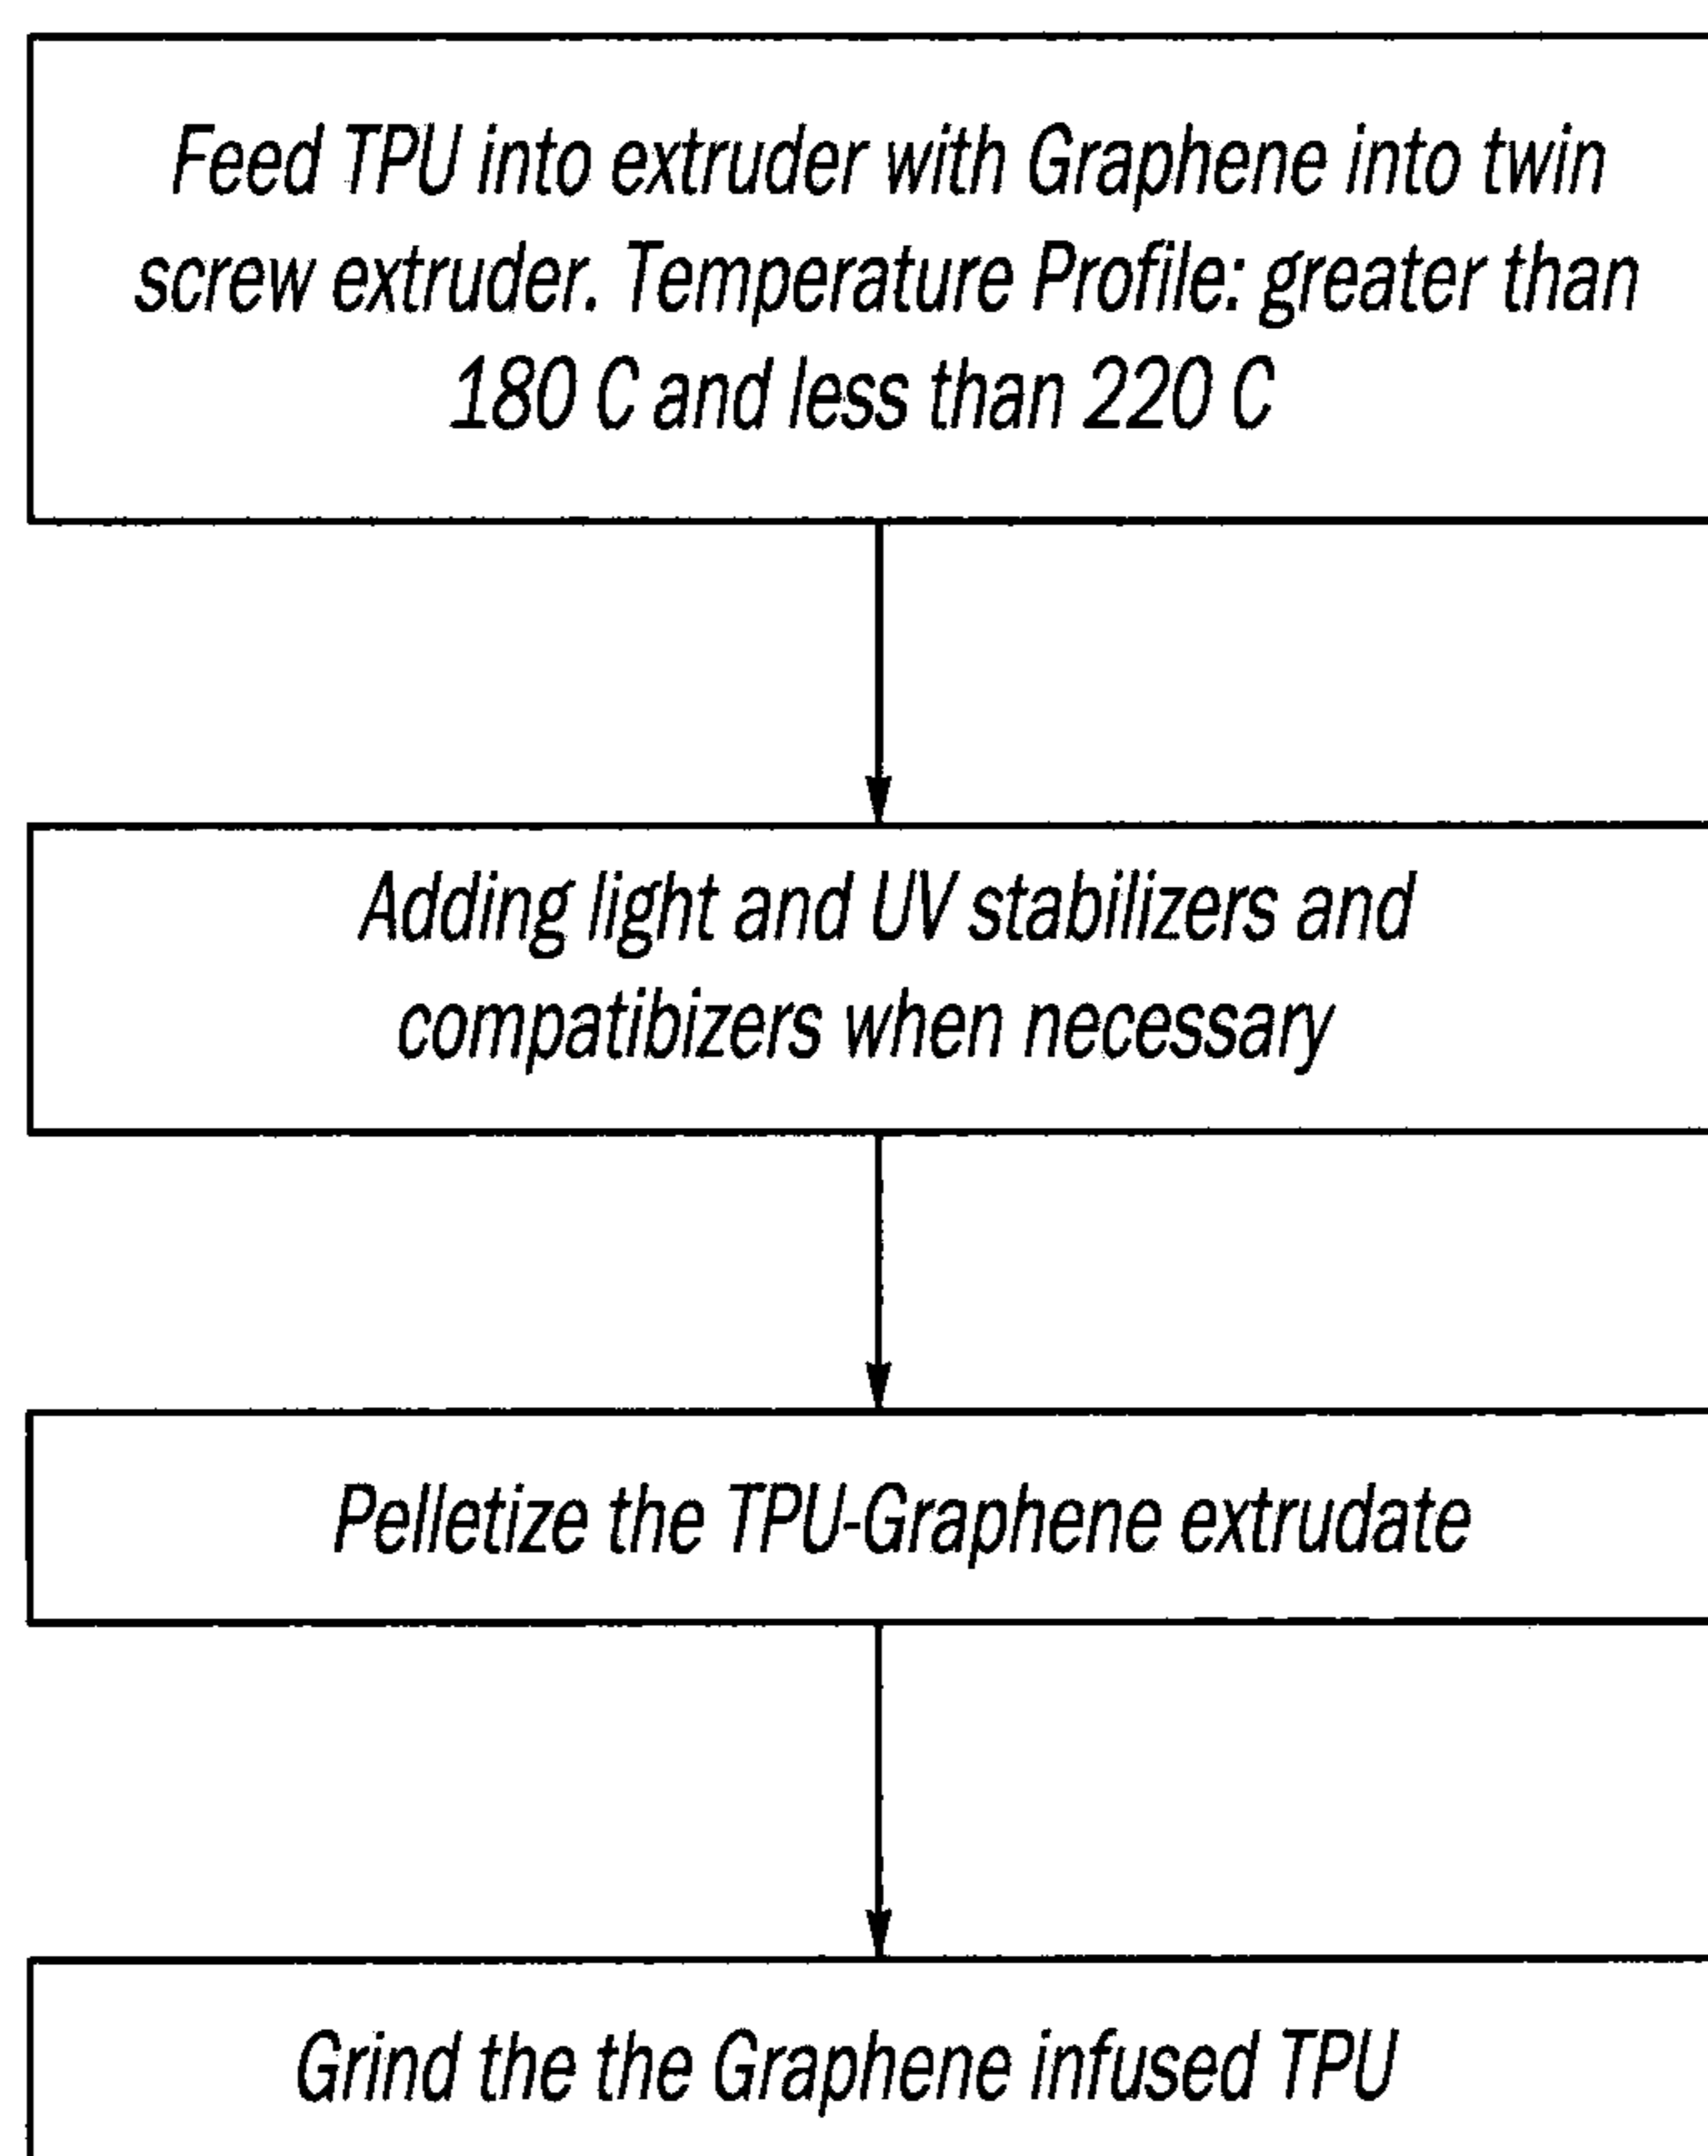 Feed TPU into extruder with Graphene into twin
screw extruder. Temperature Profile: greater than
180 C and less than 220 C
Adding light and UV stabilizers and
compatibizers when necessary
Pelletize the TPU-Graphene extrudate
Grind the the Graphene infused TPU